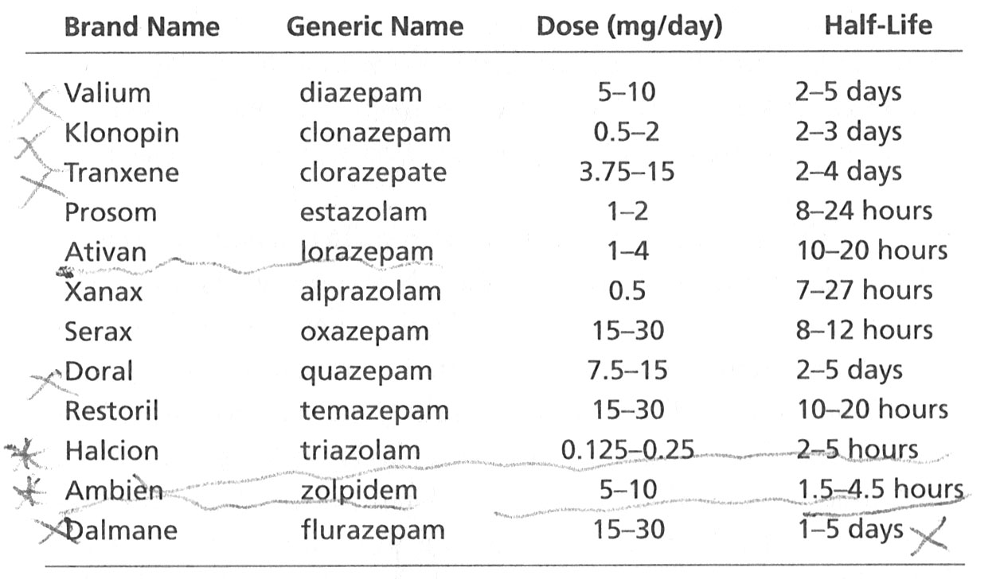 Brand Name Generic Name Dose (mg/day) Half-Life
Valium diazepam 5–10 2–5 days
Klonopin clonazepam 0.5–2 2–3 days
Tranxene clorazepate 3.75–15 2–4 days
Prosom estazolam 1–2 8–24 hours
Ativan lorazepam 1–4 10–20 hours
Xanax alprazolam 0.5 7–27 hours
Serax oxazepam 15–30 8–12 hours
Doral quazepam 7.5–15 2–5 days
Restoril temazepam 15–30 10–20 hours
Halcion triazolam 0.125–0.25 2–5 hours
Ambien zolpidem 5–10 1.5–4.5 hours
Dalmane flurazepam 15–30 1–5 days